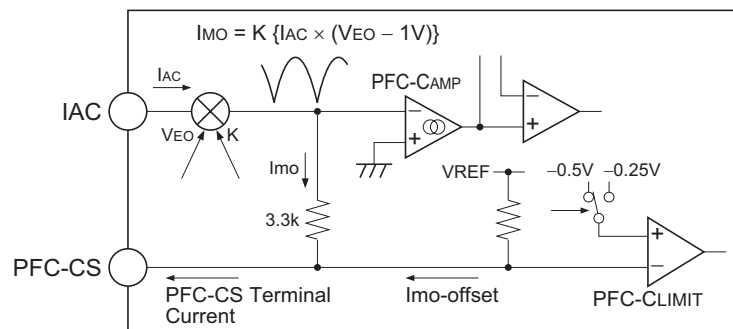 IMO = K {IAC × (VEO – 1V)}
IAC
PFC-CAMP
IAC
VEO
K
–
+
–
+
Imo
VREF
–0.5V
–0.25V
3.3k
+
–
PFC-CS
PFC-CS Terminal
Current
Imo-offset
PFC-CLIMIT